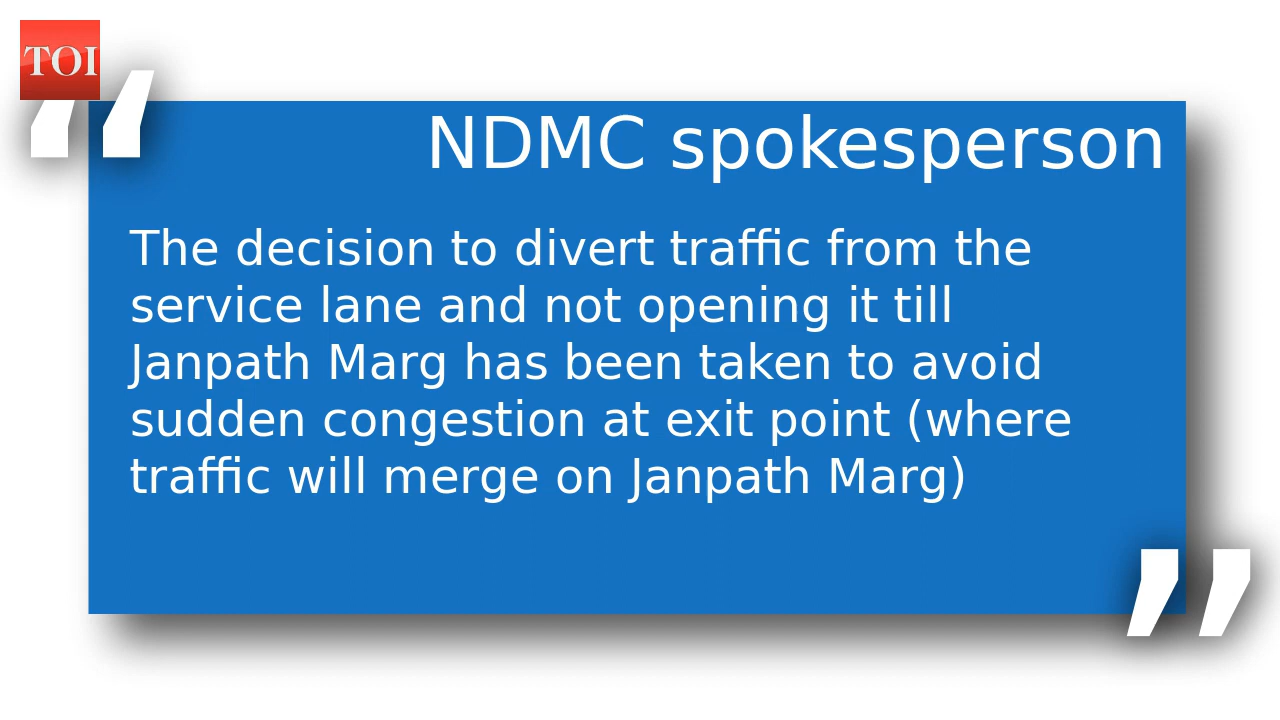 TOI
“
NDMC spokesperson
The decision to divert traffic from the
service lane and not opening it till
Janpath Marg has been taken to avoid
sudden congestion at exit point (where
traffic will merge on Janpath Marg)
”